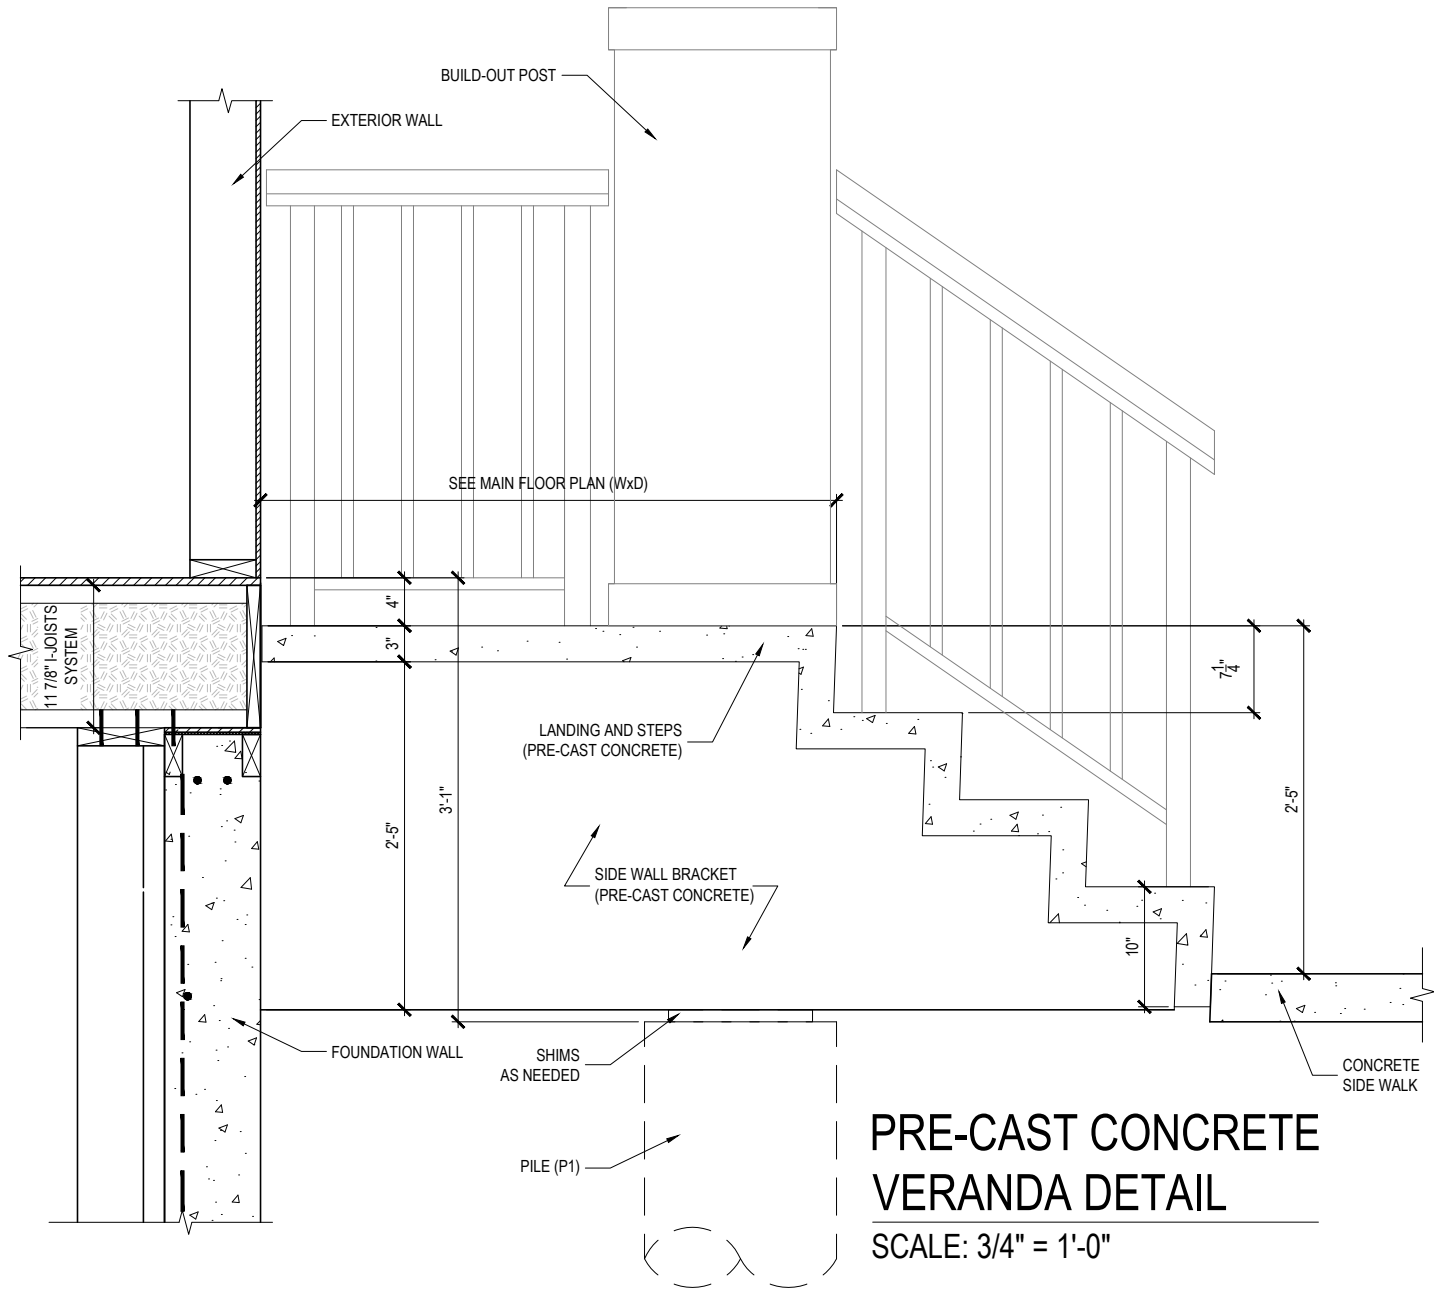 BUILD-OUT POST
EXTERIOR WALL
SEE MAIN FLOOR PLAN (WxD)
4"
3"
11 7/8" I-JOISTS
SYSTEM
7 1/4"
LANDING AND STEPS
(PRE-CAST CONCRETE)
3'-1"
2'-5"
2'-5"
SIDE WALL BRACKET
(PRE-CAST CONCRETE)
10"
FOUNDATION WALL
SHIMS
AS NEEDED
CONCRETE
SIDE WALK
PILE (P1)
PRE-CAST CONCRETE
VERANDA DETAIL
SCALE: 3/4" = 1'-0"